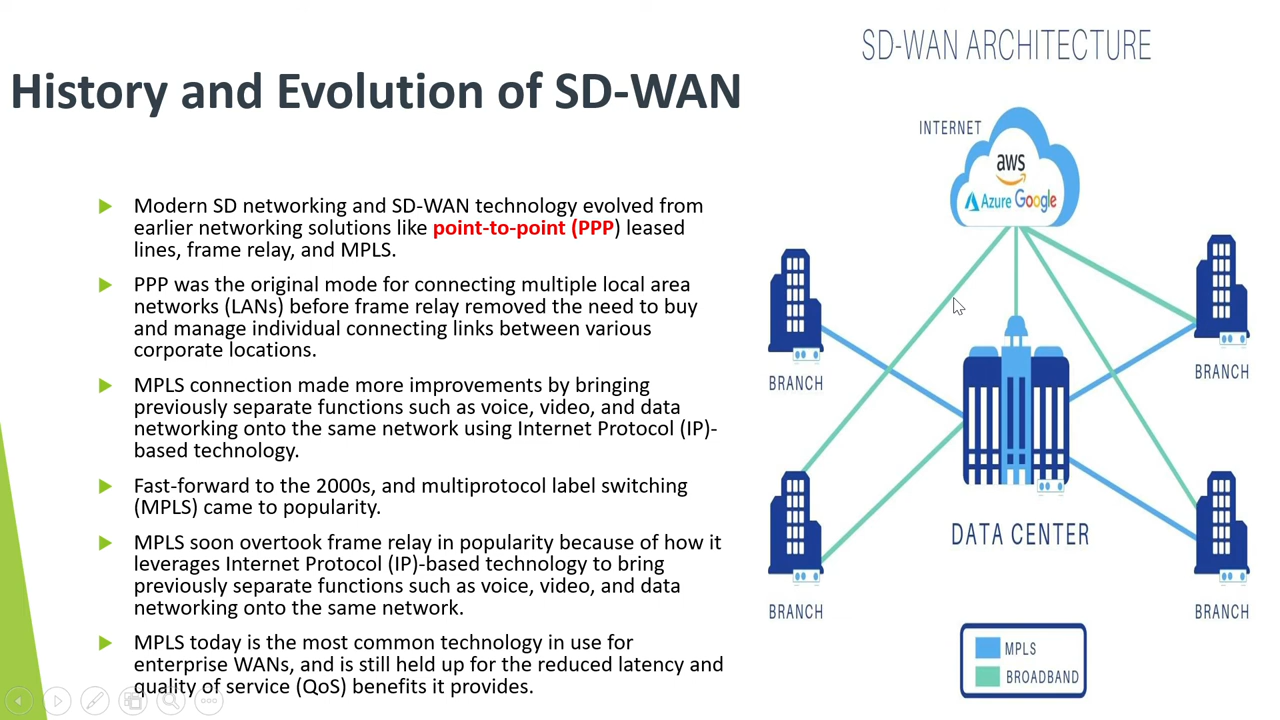 History and Evolution of SD-WAN
Modern SD networking and SD-WAN technology evolved from
earlier networking solutions like point-to-point (PPP) leased
lines, frame relay, and MPLS.
PPP was the original mode for connecting multiple local area
networks (LANs) before frame relay removed the need to buy
and manage individual connecting links between various
corporate locations.
MPLS connection made more improvements by bringing
previously separate functions such as voice, video, and data
networking onto the same network using Internet Protocol (IP)-
based technology.
Fast-forward to the 2000s, and multiprotocol label switching
(MPLS) came to popularity.
MPLS soon overtook frame relay in popularity because of how it
leverages Internet Protocol (IP)-based technology to bring
previously separate functions such as voice, video, and data
networking onto the same network.
MPLS today is the most common technology in use for
enterprise WANs, and is still held up for the reduced latency and
quality of service (QoS) benefits it provides.
SD-WAN ARCHITECTURE
INTERNET
aws
Azure Google
BRANCH
BRANCH
DATA CENTER
BRANCH
BRANCH
MPLS
BROADBAND